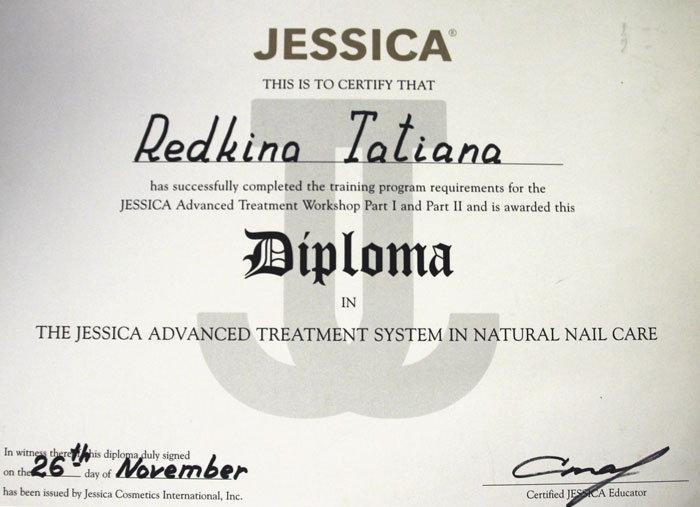 JESSICA®
THIS IS TO CERTIFY THAT
Redkina Tatiana
has successfully completed the training program requirements for the
JESSICA Advanced Treatment Workshop Part I and Part II and is awarded this
Diploma
IN
THE JESSICA ADVANCED TREATMENT SYSTEM IN NATURAL NAIL CARE
In witness thereof this diploma duly signed
on the 26th day of November
has been issued by Jessica Cosmetics International, Inc.
Certified JESSICA Educator